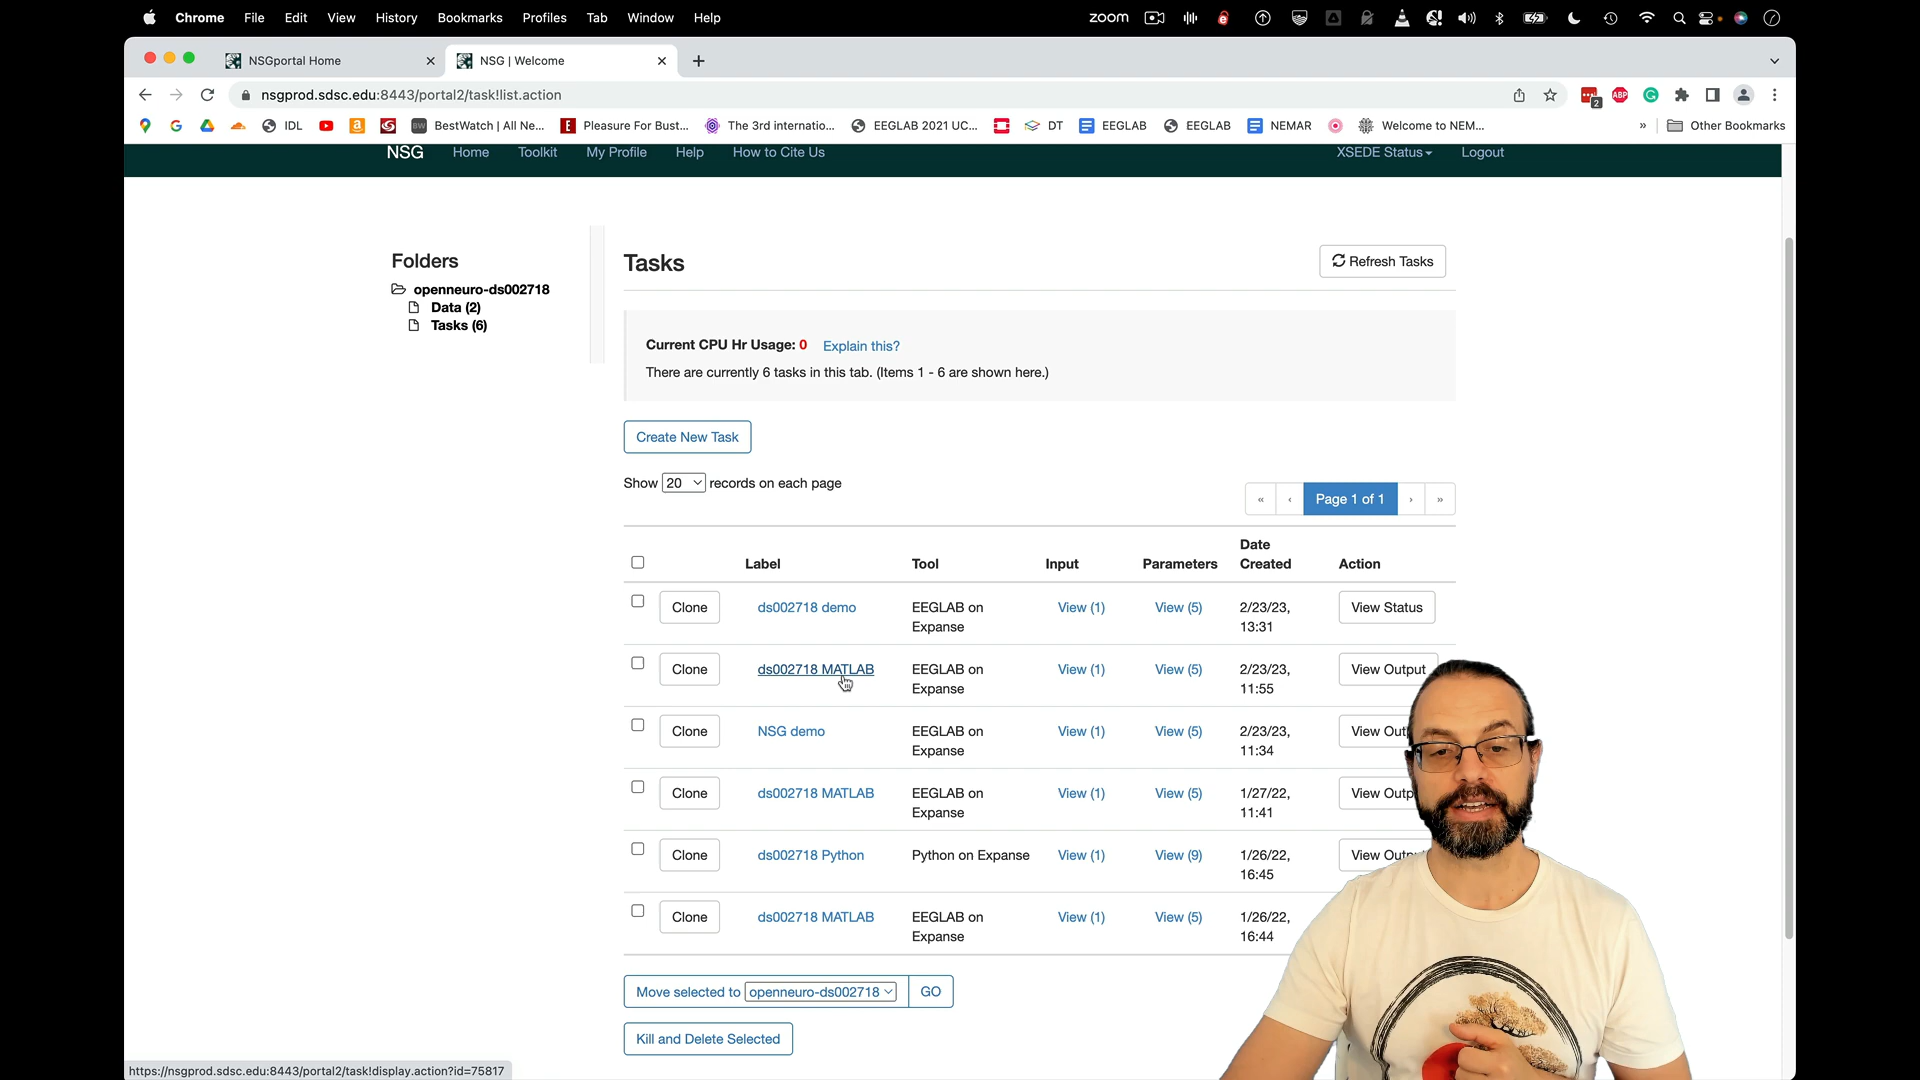 Chrome File Edit View History Bookmarks Profiles Tab Window Help zoom
NSGportal Home NSG | Welcome
nsgprod.sdsc.edu:8443/portal2/task!list.action 2 ABP
IDL BestWatch | All Ne... Pleasure For Bust... The 3rd internatio... EEGLAB 2021 UC... DT EEGLAB EEGLAB NEMAR Welcome to NEM... » Other Bookmarks
NSG Home Toolkit My Profile Help How to Cite Us XSEDE Status Logout
Folders
openneuro-ds002718
Data (2)
Tasks (6)
Tasks
Refresh Tasks
Current CPU Hr Usage: 0 Explain this?
There are currently 6 tasks in this tab. (Items 1 - 6 are shown here.)
Create New Task
Show 20 records on each page
« ‹ Page 1 of 1 › »
Label Tool Input Parameters Date Created Action
Clone ds002718 demo EEGLAB on Expanse View (1) View (5) 2/23/23, 13:31 View Status
Clone ds002718 MATLAB EEGLAB on Expanse View (1) View (5) 2/23/23, 11:55 View Output
Clone NSG demo EEGLAB on Expanse View (1) View (5) 2/23/23, 11:34 View
Clone ds002718 MATLAB EEGLAB on Expanse View (1) View (5) 1/27/22, 11:41 View
Clone ds002718 Python Python on Expanse View (1) View (9) 1/26/22, 16:45 View
Clone ds002718 MATLAB EEGLAB on Expanse View (1) View (5) 1/26/22, 16:44
Move selected to openneuro-ds002718 GO
Kill and Delete Selected
https://nsgprod.sdsc.edu:8443/portal2/task!display.action?id=75817